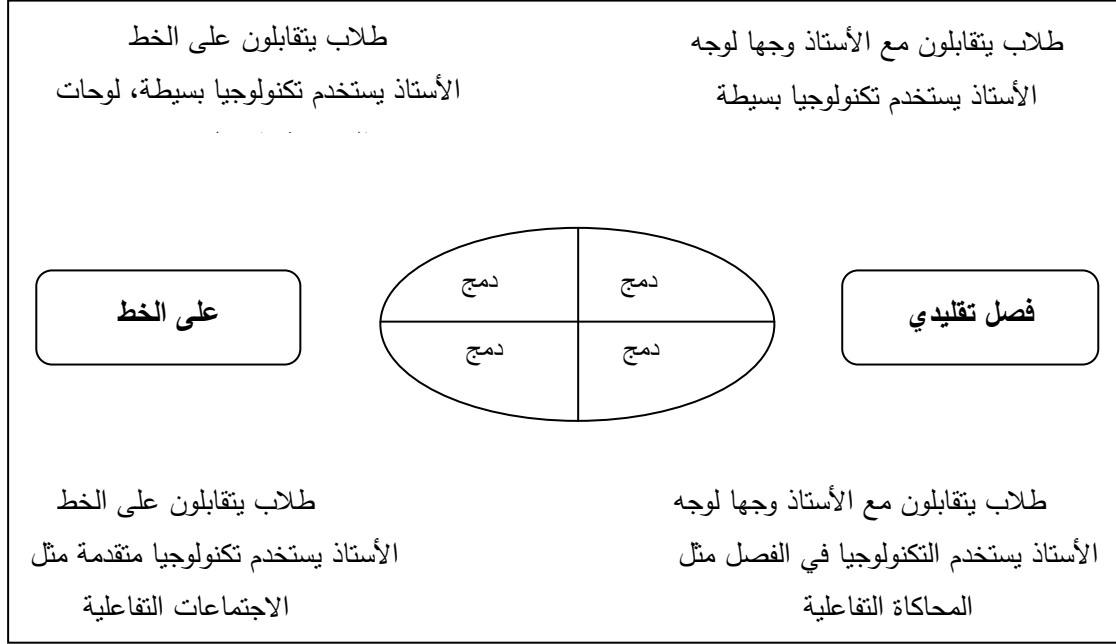 طلاب يتقابلون مع الأستاذ وجها لوجه
الأستاذ يستخدم تكنولوجيا بسيطة
طلاب يتقابلون على الخط
الأستاذ يستخدم تكنولوجيا بسيطة، لوحات
فصل تقليدي
دمج
دمج
دمج
دمج
على الخط
طلاب يتقابلون مع الأستاذ وجها لوجه
الأستاذ يستخدم التكنولوجيا في الفصل مثل
المحاكاة التفاعلية
طلاب يتقابلون على الخط
الأستاذ يستخدم تكنولوجيا متقدمة مثل
الاجتماعات التفاعلية